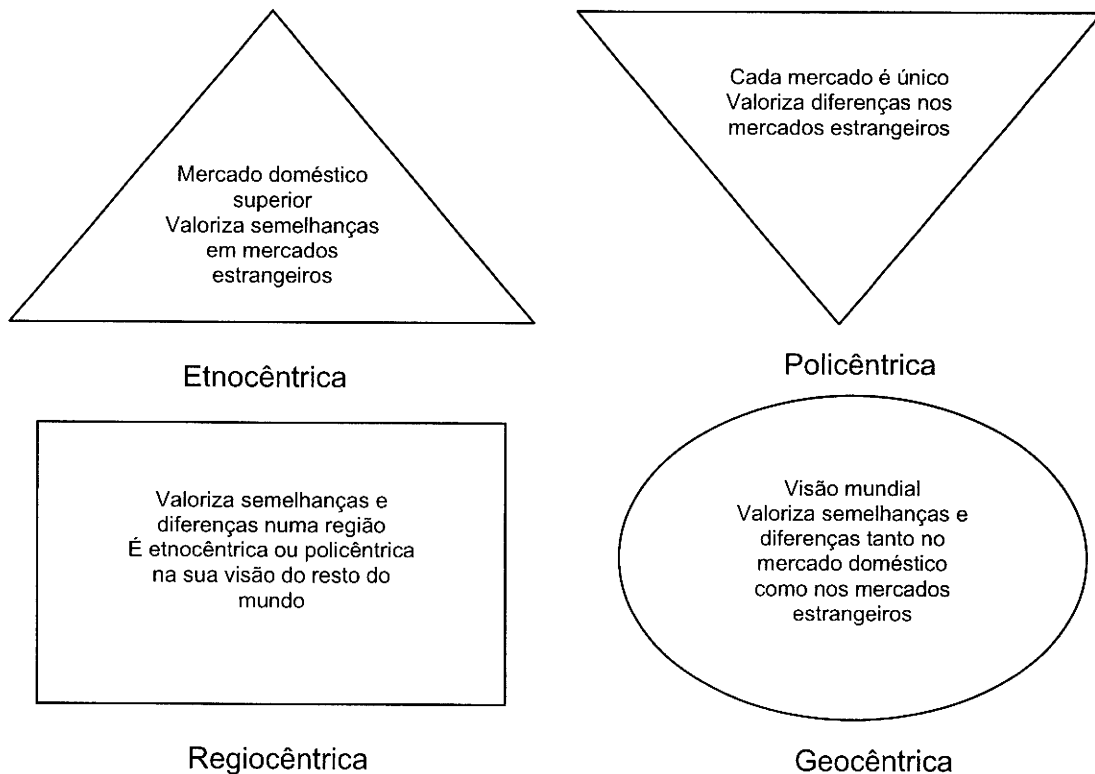 Mercado doméstico
superior
Valoriza semelhanças
em mercados
estrangeiros
Etnocêntrica
Cada mercado é único
Valoriza diferenças nos
mercados estrangeiros
Policêntrica
Valoriza semelhanças e
diferenças numa região
É etnocêntrica ou policêntrica
na sua visão do resto do
mundo
Regiocêntrica
Visão mundial
Valoriza semelhanças e
diferenças tanto no
mercado doméstico
como nos mercados
estrangeiros
Geocêntrica